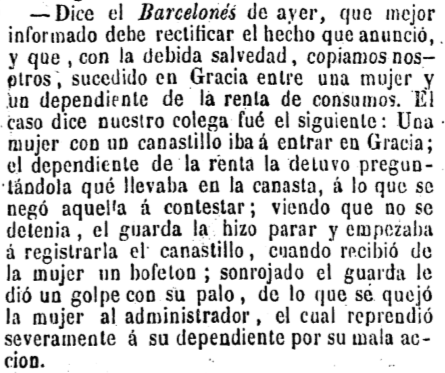 —Dice el Barcelonés de ayer, que mejor
informado debe rectificar el hecho que anunció,
y que, con la debida salvedad, copiamos nos-
otros, sucedido en Gracia entre una mujer y
un dependiente de la renta de consumos. El
caso dice nuestro colega fué el siguiente: Una
mujer con un canastillo iba á entrar en Gracia;
el dependiente de la renta la detuvo pregun-
tándola qué llevaba en la canasta, á lo que se
negó aquella á contestar; viendo que no se
detenia, el guarda la hizo parar y empezaba
á registrarla el canastillo, cuando recibió de
la mujer un bofeton; sonrojado el guarda le
dió un golpe con su palo, de lo que se quejó
la mujer al administrador, el cual reprendió
severamente á su dependiente por su mala ac-
cion.